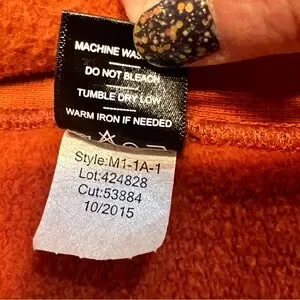 MACHINE
DO NOT BLEACH
TUMBLE DRY LOW
WARM IRON IF NEEDED
Style:M1-1A-1
Lot:424828
Cut:53884
10/2015